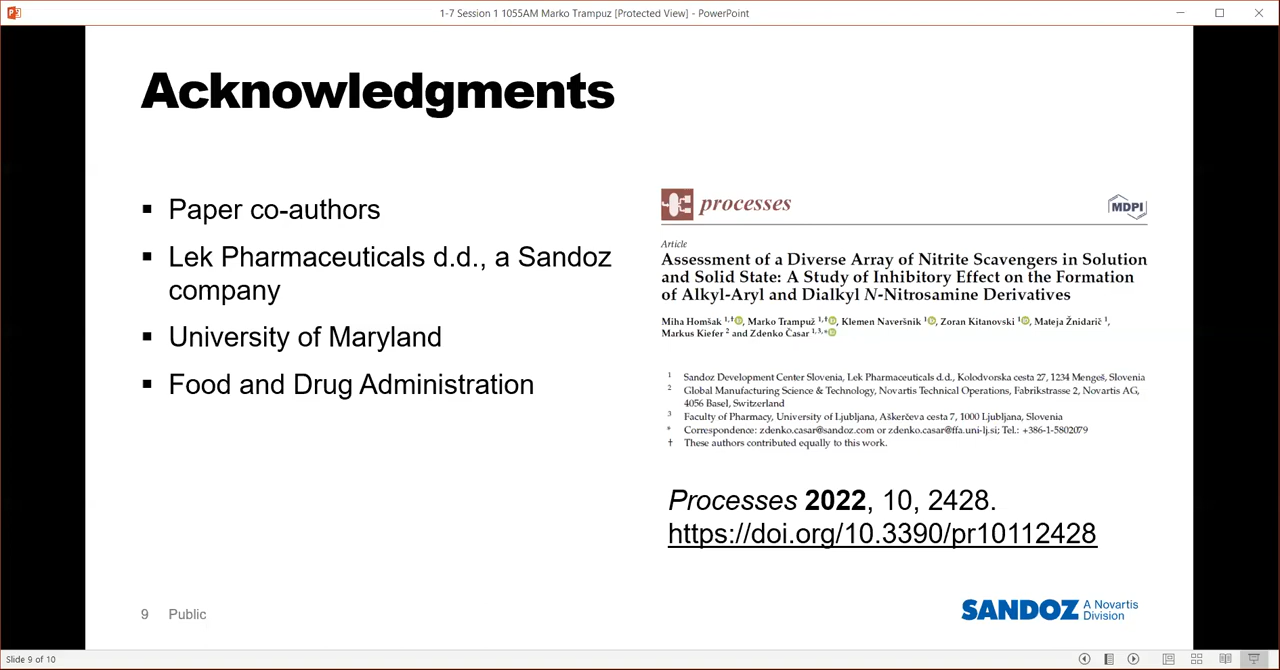 1-7 Session 1 1055AM Marko Trampuz [Protected View] - PowerPoint
Acknowledgments
▪ Paper co-authors
▪ Lek Pharmaceuticals d.d., a Sandoz
company
▪ University of Maryland
▪ Food and Drug Administration
processes
MDPI
Article
Assessment of a Diverse Array of Nitrite Scavengers in Solution
and Solid State: A Study of Inhibitory Effect on the Formation
of Alkyl-Aryl and Dialkyl N-Nitrosamine Derivatives
Miha Homšak 1,†, Marko Trampuž 1,†, Klemen Naveršnik 1, Zoran Kitanovski 1, Mateja Žnidarič 1,
Markus Kiefer 2 and Zdenko Časar 1,3,*
1 Sandoz Development Center Slovenia, Lek Pharmaceuticals d.d., Kolodvorska cesta 27, 1234 Mengeš, Slovenia
2 Global Manufacturing Science & Technology, Novartis Technical Operations, Fabrikstrasse 2, Novartis AG,
4056 Basel, Switzerland
3 Faculty of Pharmacy, University of Ljubljana, Aškerčeva cesta 7, 1000 Ljubljana, Slovenia
* Correspondence: zdenko.casar@sandoz.com or zdenko.casar@ffa.uni-lj.si; Tel.: +386-1-5802079
† These authors contributed equally to this work.
Processes 2022, 10, 2428.
https://doi.org/10.3390/pr10112428
9 Public
SANDOZ A Novartis
Division
Slide 9 of 10